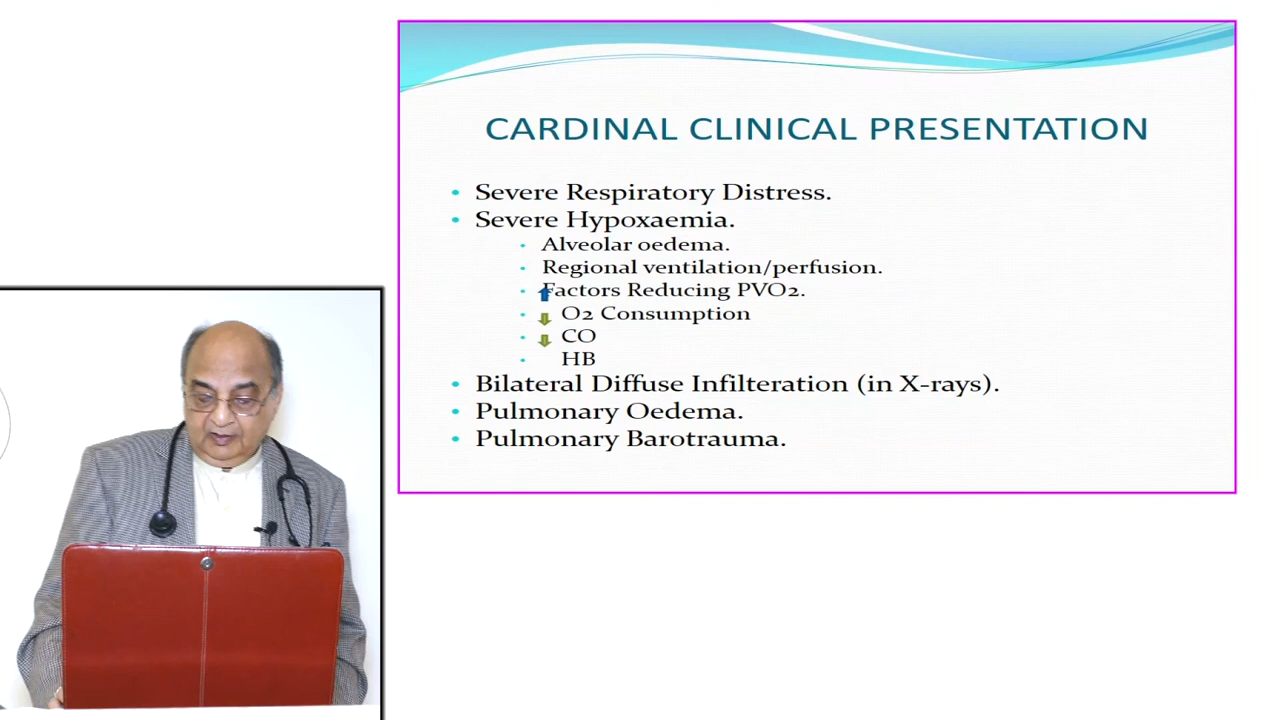 CARDINAL CLINICAL PRESENTATION
• Severe Respiratory Distress.
• Severe Hypoxaemia.
• Alveolar oedema.
• Regional ventilation/perfusion.
• Factors Reducing PVO2.
• O2 Consumption
• CO
• HB
• Bilateral Diffuse Infilteration (in X-rays).
• Pulmonary Oedema.
• Pulmonary Barotrauma.